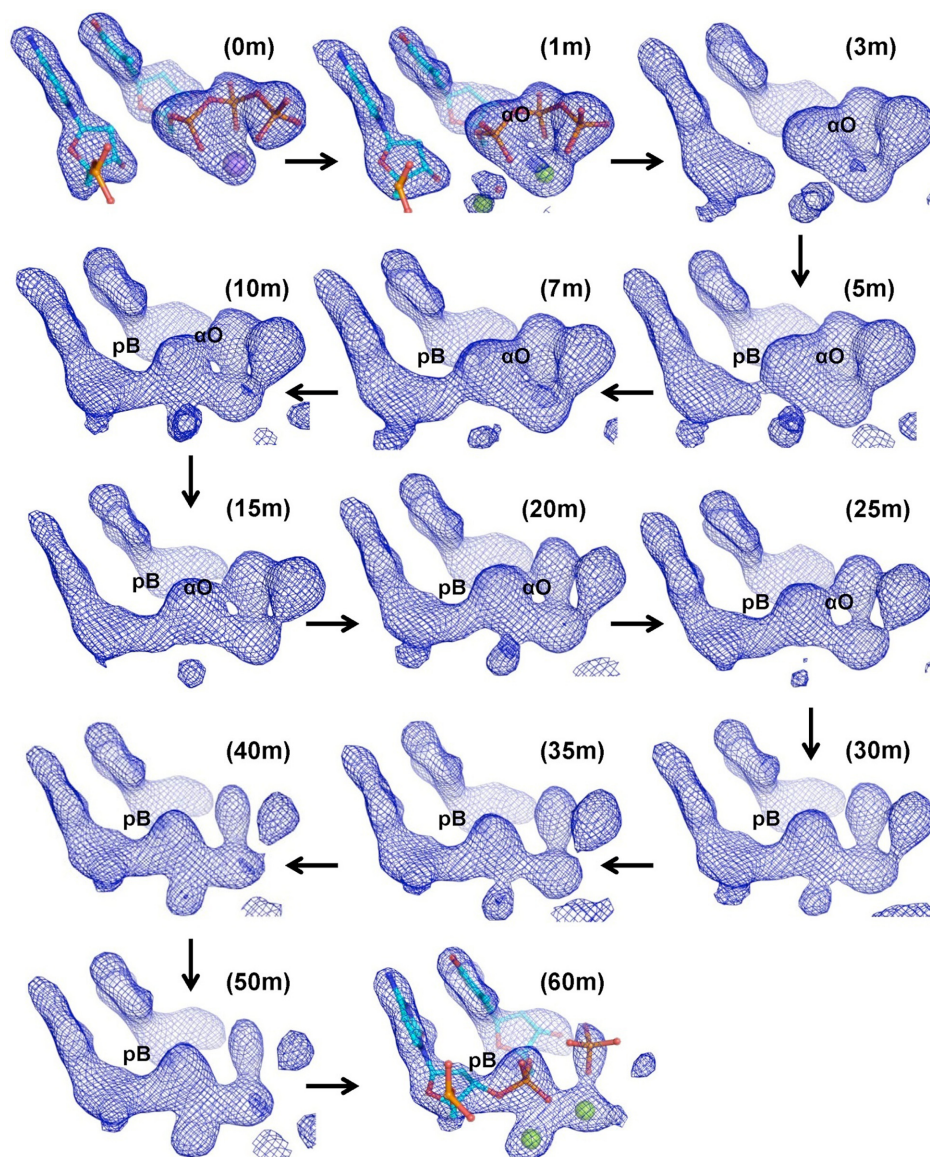 (0m)
(1m)
αO
(3m)
αO
(10m)
pB
αO
(7m)
pB
αO
(5m)
pB
αO
(15m)
pB
αO
(20m)
pB
αO
(25m)
pB
αO
(40m)
pB
(35m)
pB
(30m)
pB
(50m)
pB
(60m)
pB